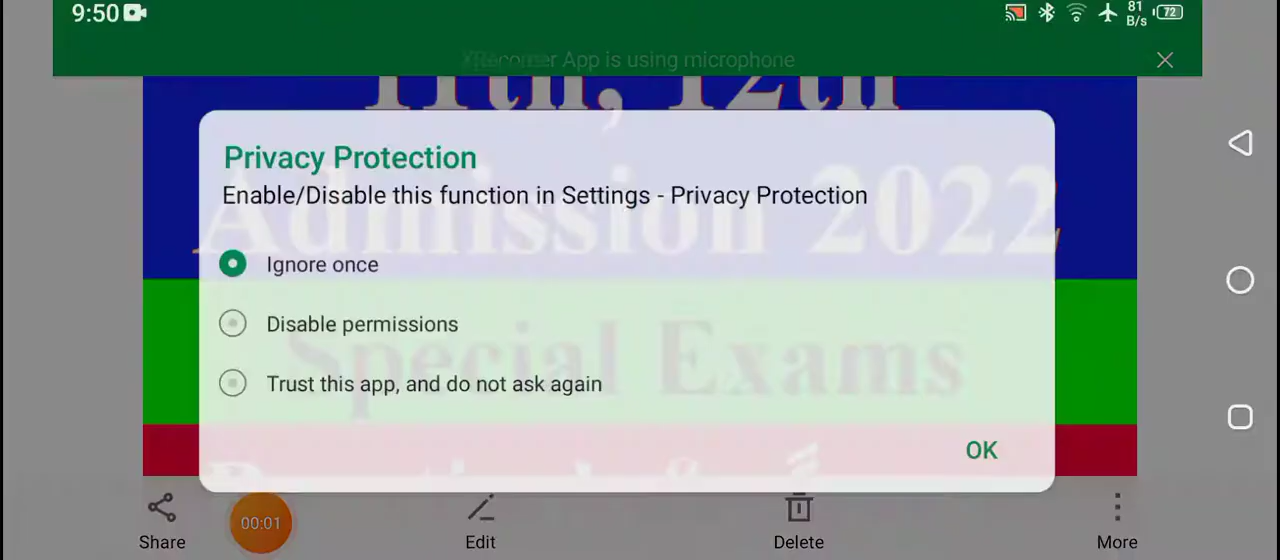 9:50
81
B/s
72
XRecorder App is using microphone
11th, 12th
Privacy Protection
Enable/Disable this function in Settings - Privacy Protection
Admission 2022
Ignore once
Disable permissions
Special Exams
Trust this app, and do not ask again
OK
00:01
Share
Edit
Delete
More